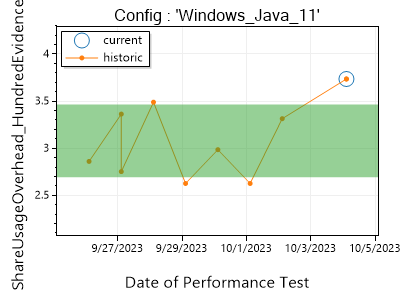 Config : 'Windows_Java_11'
ShareUsageOverhead_HundredEvidence
current
historic
4
3.5
3
2.5
9/27/2023
9/29/2023
10/1/2023
10/3/2023
10/5/2023
Date of Performance Test